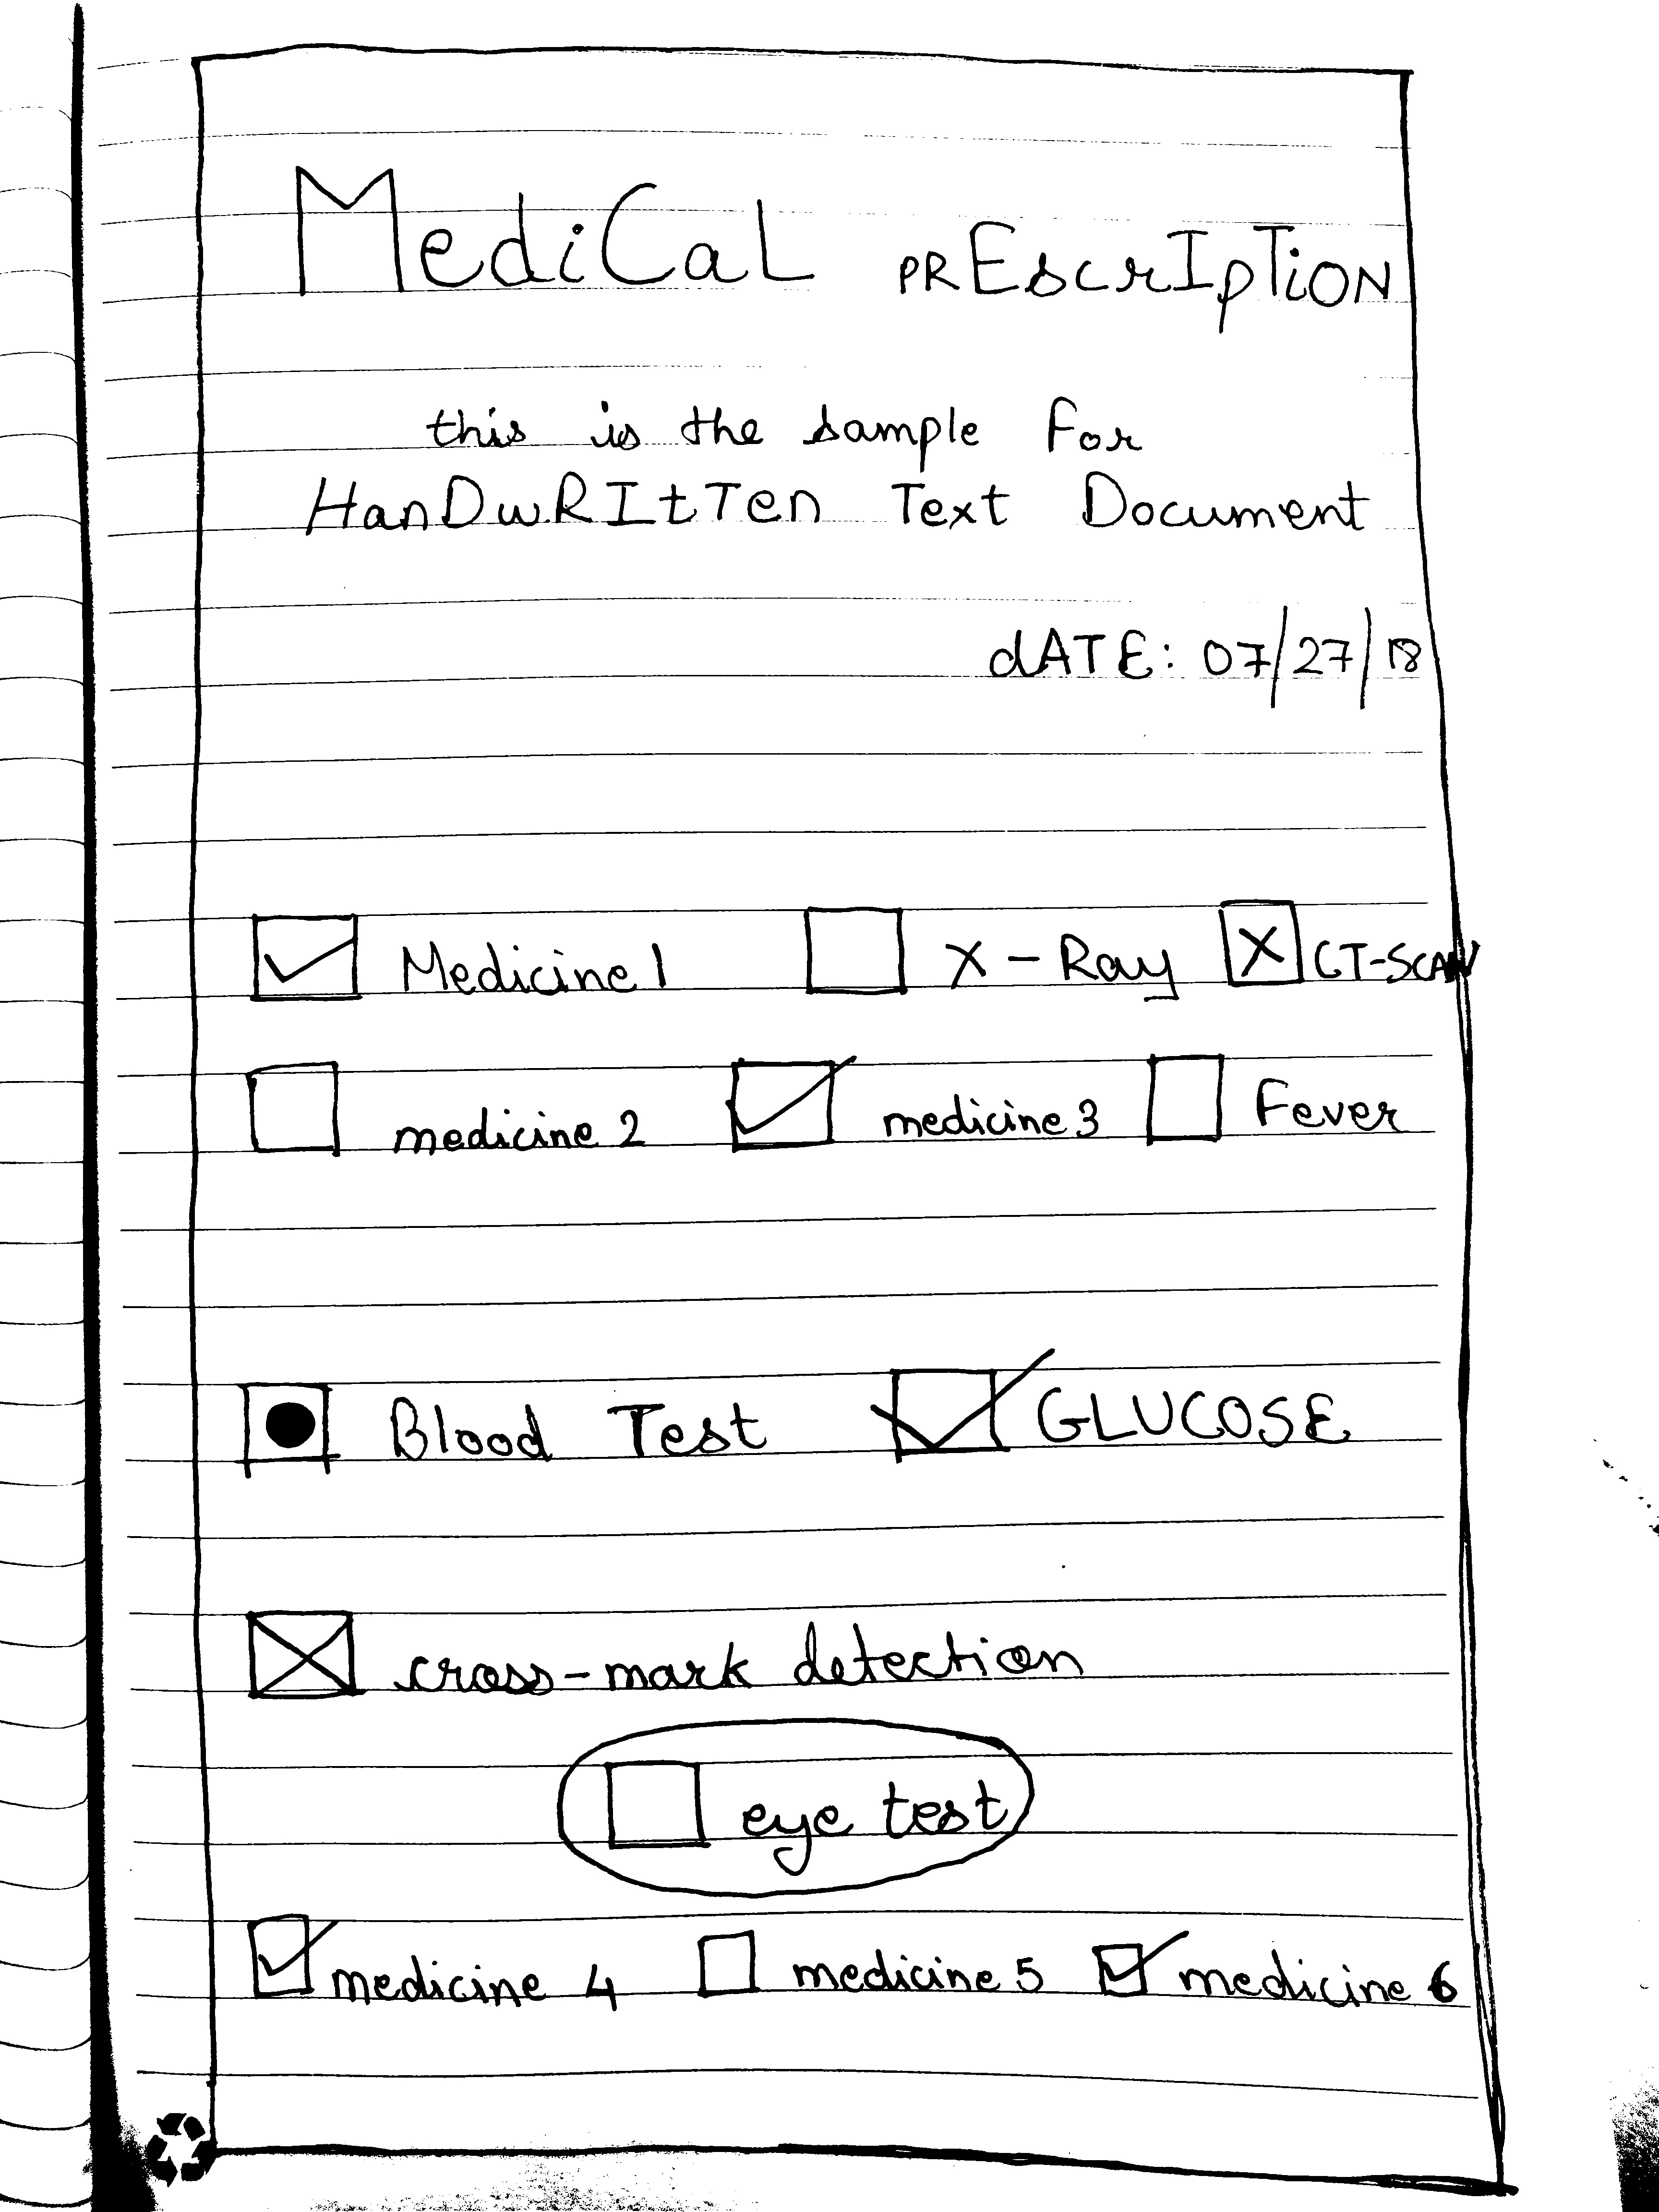 MediCaL pREscrIpTiON
this is the sample For
HanDwRItTen Text Document
dATE: 07/27/18
☑ Medicine 1 ☐ X-Ray ☒ CT-SCAN
☐ medicine 2 ☑ medicine 3 ☐ Fever
Blood Test ☑ GLUCOSE
☒ cross-mark detection
☐ eye test
☑ medicine 4 ☐ medicine 5 ☑ medicine 6